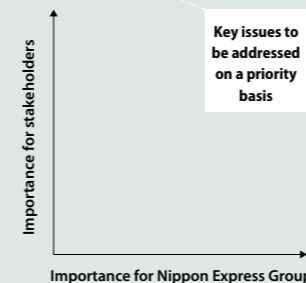 Key issues to
be addressed
on a priority
basis
Importance for stakeholders
Importance for Nippon Express Group